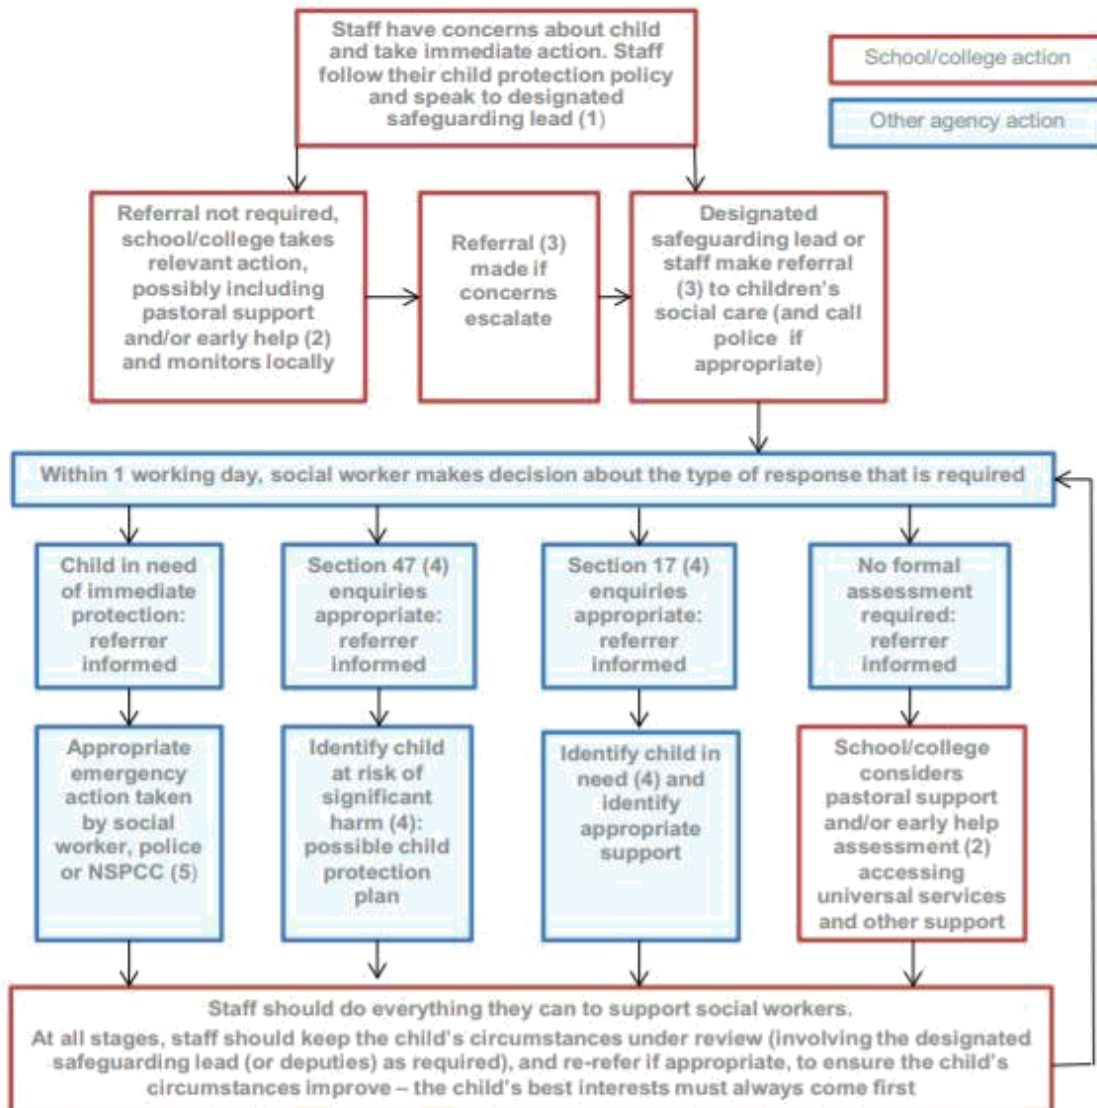 Staff have concerns about child
and take immediate action. Staff
follow their child protection policy
and speak to designated
safeguarding lead (1)
School/college action
Other agency action
Referral not required,
school/college takes
relevant action,
possibly including
pastoral support
and/or early help (2)
and monitors locally
Referral (3)
made if
concerns
escalate
Designated
safeguarding lead or
staff make referral
(3) to children's
social care (and call
police if
appropriate)
Within 1 working day, social worker makes decision about the type of response that is required
Child in need
of immediate
protection:
referrer
informed
Section 47 (4)
enquiries
appropriate:
referrer
informed
Section 17 (4)
enquiries
appropriate:
referrer
informed
No formal
assessment
required:
referrer
informed
Appropriate
emergency
action taken
by social
worker, police
or NSPCC (5)
Identify child
at risk of
significant
harm (4):
possible child
protection
plan
Identify child in
need (4) and
identify
appropriate
support
School/college
considers
pastoral support
and/or early help
assessment (2)
accessing
universal services
and other support
Staff should do everything they can to support social workers.
At all stages, staff should keep the child's circumstances under review (involving the designated
safeguarding lead (or deputies) as required), and re-refer if appropriate, to ensure the child's
circumstances improve – the child's best interests must always come first